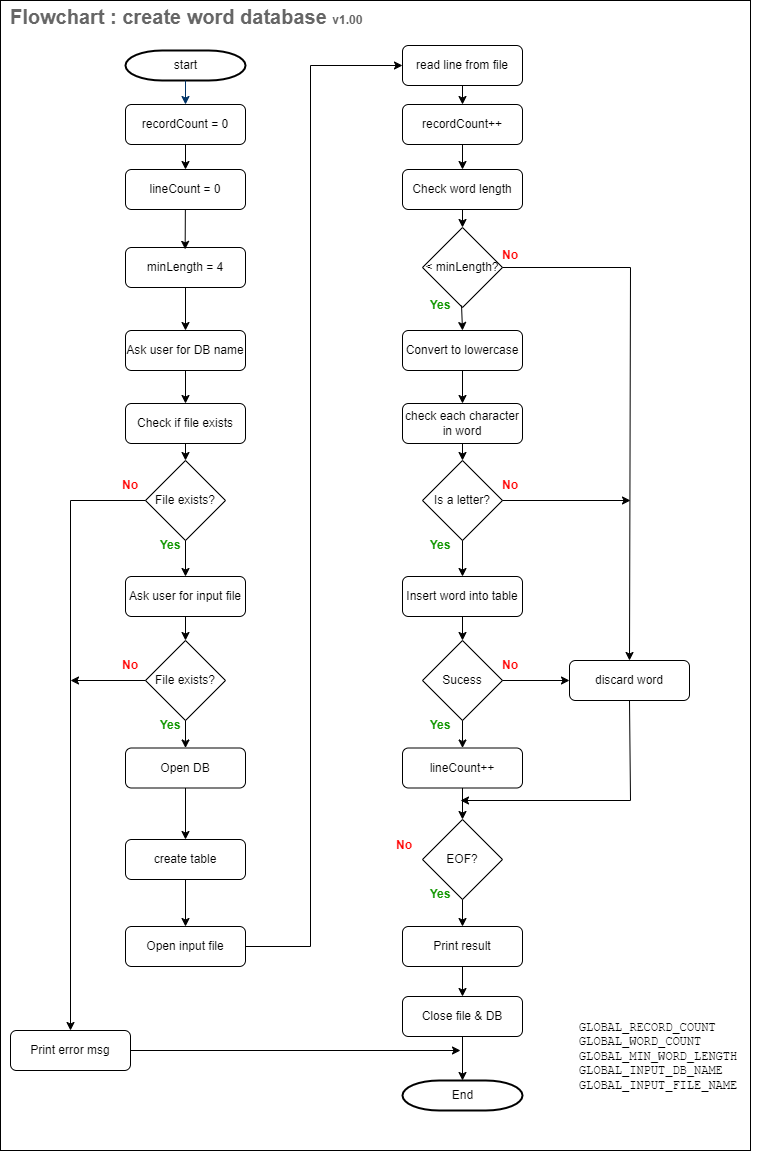 Flowchart : create word database v1.00
start
recordCount = 0
lineCount = 0
minLength = 4
Ask user for DB name
Check if file exists
No
File exists?
Yes
Ask user for input file
No
File exists?
Yes
Open DB
create table
Open input file
Print error msg
read line from file
recordCount++
Check word length
No
< minLength?
Yes
Convert to lowercase
check each character
in word
No
Is a letter?
Yes
Insert word into table
No
Sucess
discard word
Yes
lineCount++
No
EOF?
Yes
Print result
Close file & DB
End
GLOBAL_RECORD_COUNT
GLOBAL_WORD_COUNT
GLOBAL_MIN_WORD_LENGTH
GLOBAL_INPUT_DB_NAME
GLOBAL_INPUT_FILE_NAME